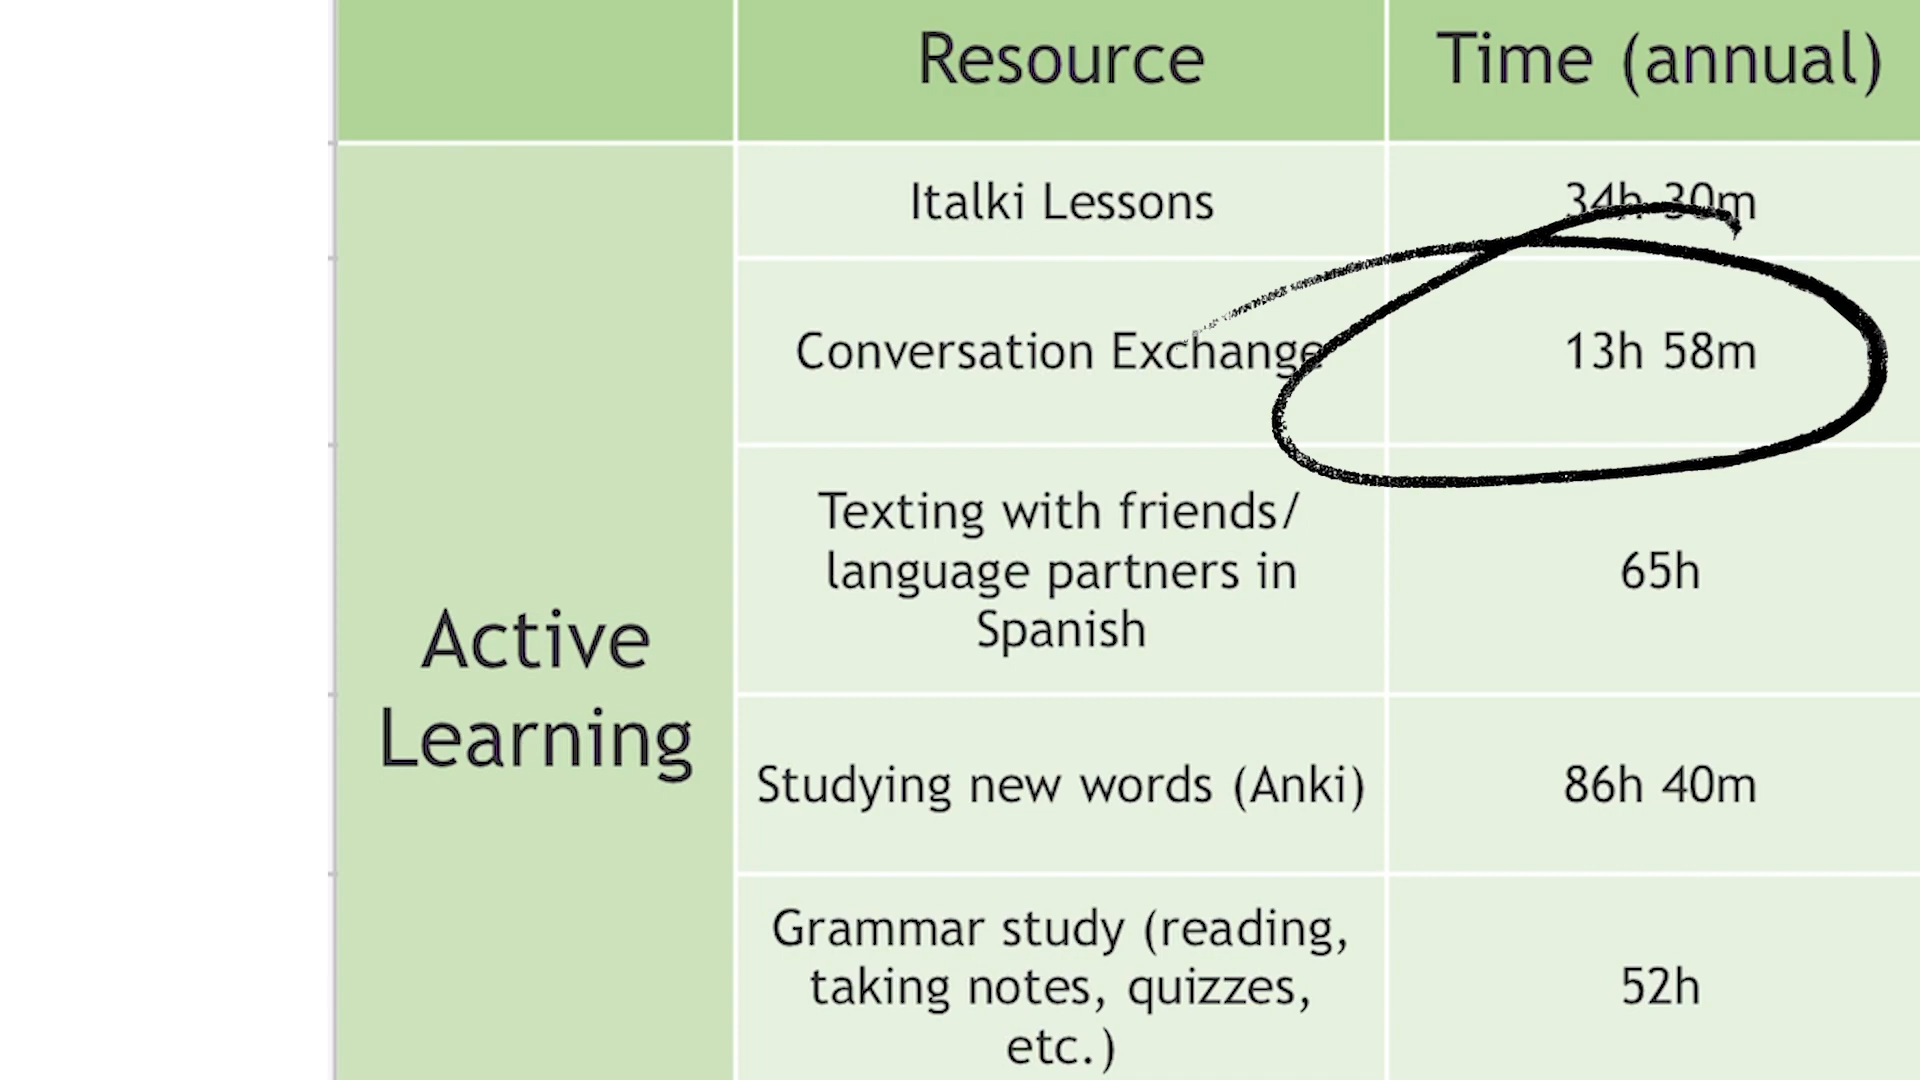 Resource
Time (annual)
Active
Learning
Italki Lessons
34h 30m
Conversation Exchange
13h 58m
Texting with friends/
language partners in
Spanish
65h
Studying new words (Anki)
86h 40m
Grammar study (reading,
taking notes, quizzes,
etc.)
52h